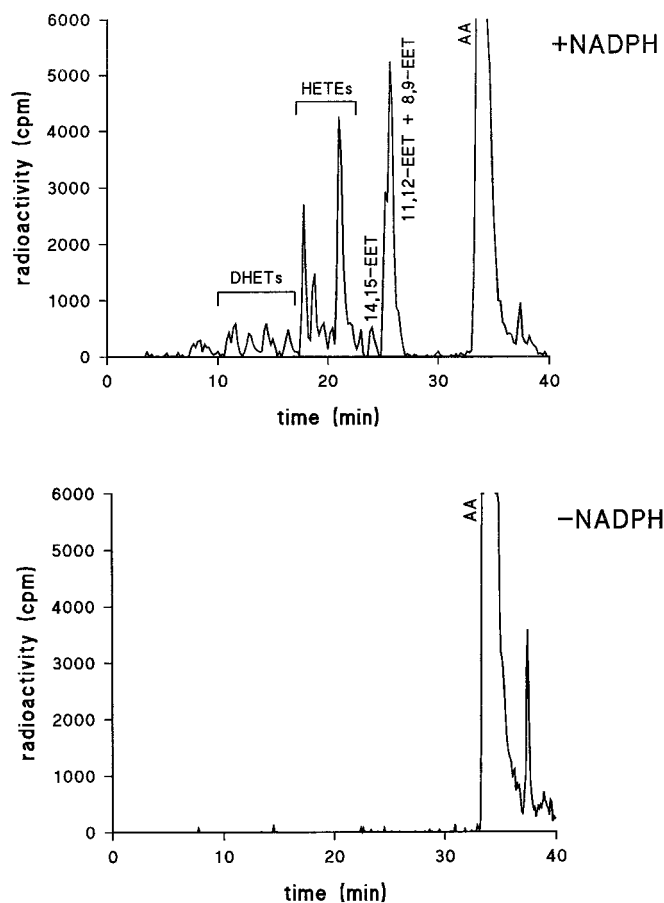 +NADPH
6000
5000
4000
3000
2000
1000
0
radioactivity (cpm)
DHETs
HETEs
14,15-EET
11,12-EET + 8,9-EET
AA
0 10 20 30 40
time (min)
-NADPH
6000
5000
4000
3000
2000
1000
0
radioactivity (cpm)
AA
0 10 20 30 40
time (min)